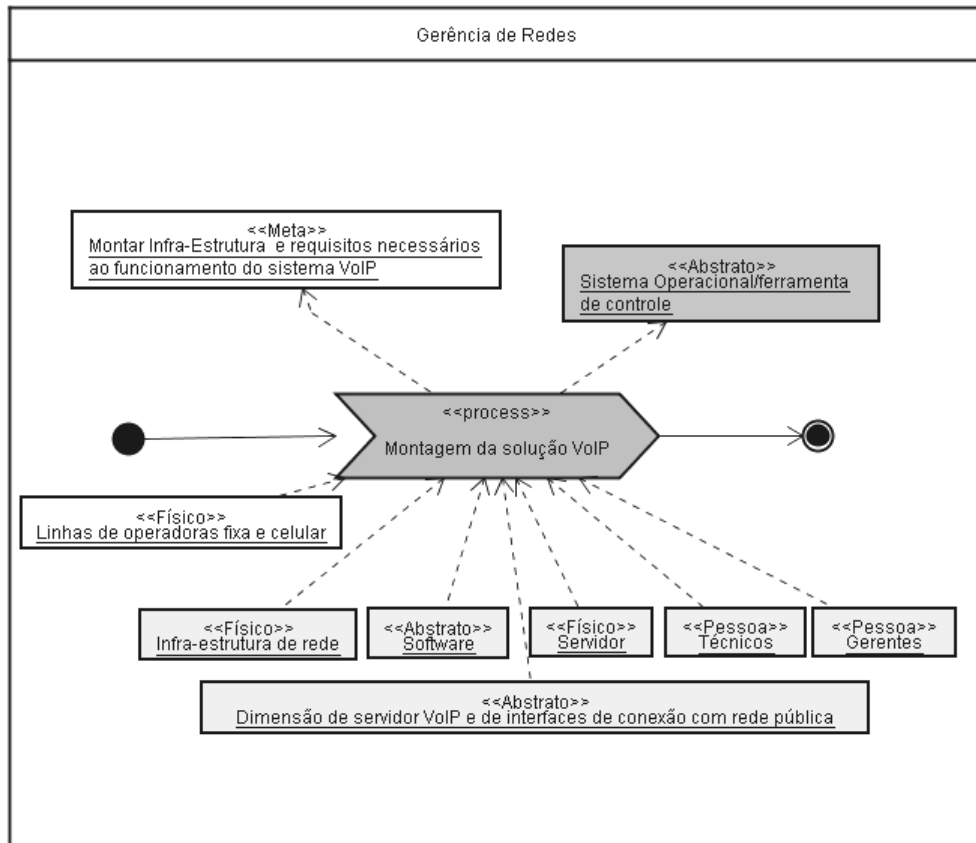 Gerência de Redes
<<Meta>>
Montar Infra-Estrutura e requisitos necessários
ao funcionamento do sistema VoIP
<<Abstrato>>
Sistema Operacional/ferramenta
de controle
<<process>>
Montagem da solução VoIP
<<Físico>>
Linhas de operadoras fixa e celular
<<Físico>>
Infra-estrutura de rede
<<Abstrato>>
Software
<<Físico>>
Servidor
<<Pessoa>>
Técnicos
<<Pessoa>>
Gerentes
<<Abstrato>>
Dimensão de servidor VoIP e de interfaces de conexão com rede pública